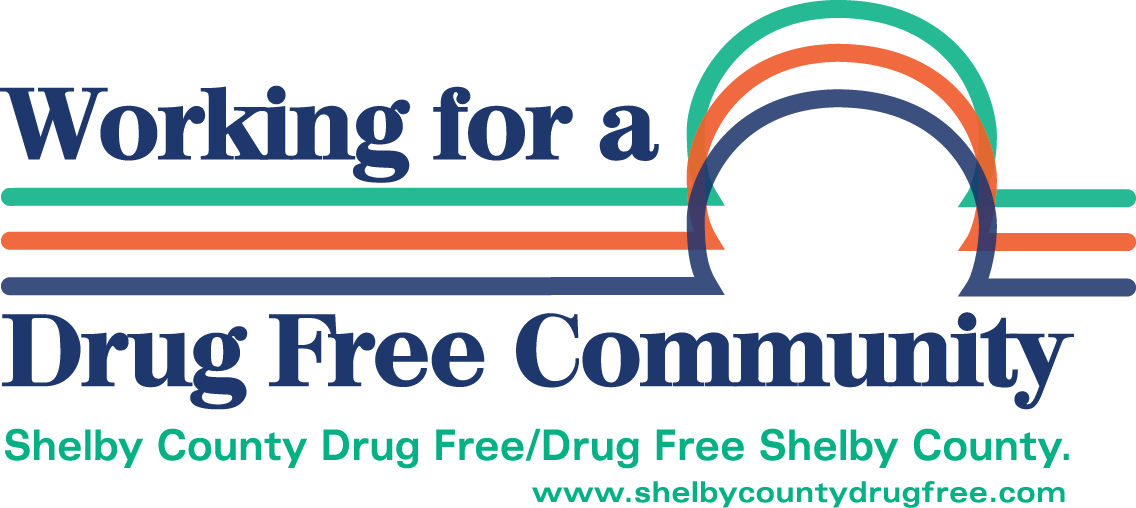 Working for a
Drug Free Community
Shelby County Drug Free/Drug Free Shelby County.
www.shelbycountydrugfree.com